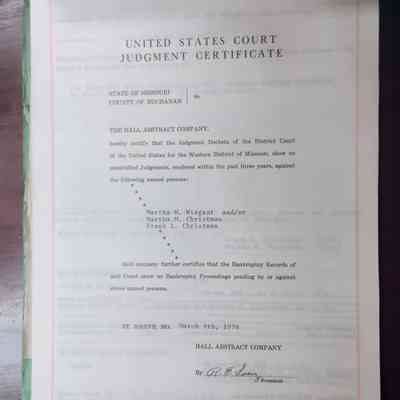 UNITED STATES COURT
JUDGMENT CERTIFICATE
STATE OF MISSOURI
COUNTY OF BUCHANAN
ss
THE HALL ABSTRACT COMPANY,
hereby certify that the Judgment Dockets of the District Court
of the United States for the Western District of Missouri, show no
unsatisfied Judgments, rendered within the past three years, against
the following named persons:
Martha M. Wiegant and/or
Martha M. Christman
Frank L. Christman
Said company further certifies that the Bankruptcy Records of
said Court show no Bankruptcy Proceedings pending by or against
above named persons.
ST. JOSEPH, MO. March 9th, 1976
HALL ABSTRACT COMPANY
By
President